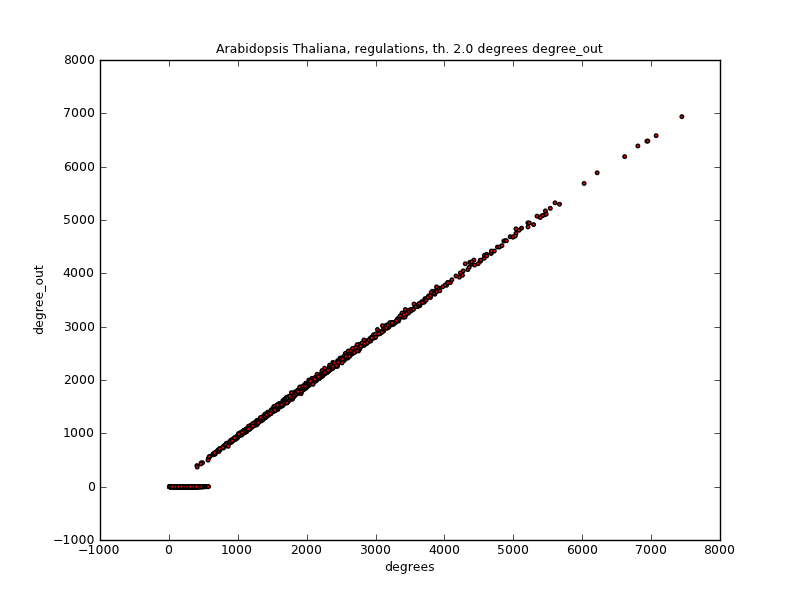 Arabidopsis Thaliana, regulations, th. 2.0 degrees degree_out
8000
7000
6000
5000
4000
3000
2000
1000
0
−1000
degree_out
−1000 0 1000 2000 3000 4000 5000 6000 7000 8000
degrees